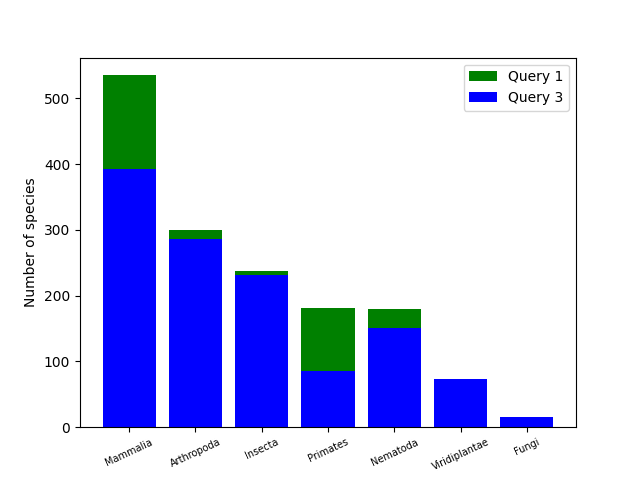 Query 1
Query 3
Number of species
500
400
300
200
100
0
Mammalia
Arthropoda
Insecta
Primates
Nematoda
Viridiplantae
Fungi